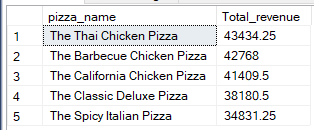 pizza_name Total_revenue
1 The Thai Chicken Pizza 43434.25
2 The Barbecue Chicken Pizza 42768
3 The California Chicken Pizza 41409.5
4 The Classic Deluxe Pizza 38180.5
5 The Spicy Italian Pizza 34831.25